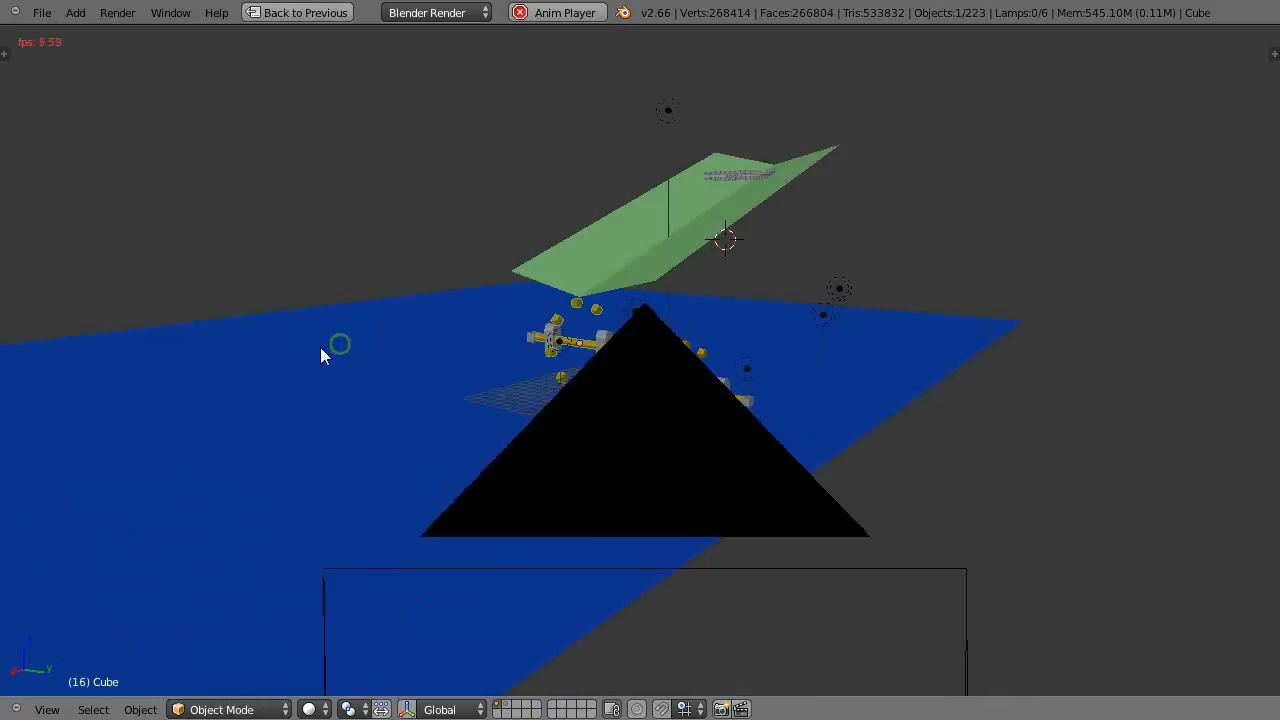 File Add Render Window Help Back to Previous Blender Render Anim Player v2.66 | Verts:268414 | Faces:266804 | Tris:533832 | Objects:1/223 | Lamps:0/6 | Mem:545.10M (0.11M) | Cube
fps: 6.59
z
y
(16) Cube
View Select Object Object Mode Global